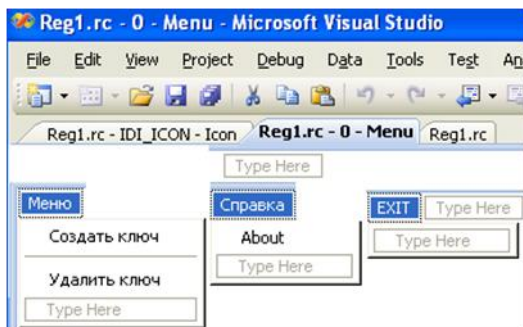 Reg1.rc - 0 - Menu - Microsoft Visual Studio
File Edit View Project Debug Data Tools Test An
Reg1.rc - IDI_ICON - Icon Reg1.rc - 0 - Menu Reg1.rc
Type Here
Меню Справка EXIT Type Here
Создать ключ About Type Here
Type Here
Удалить ключ
Type Here